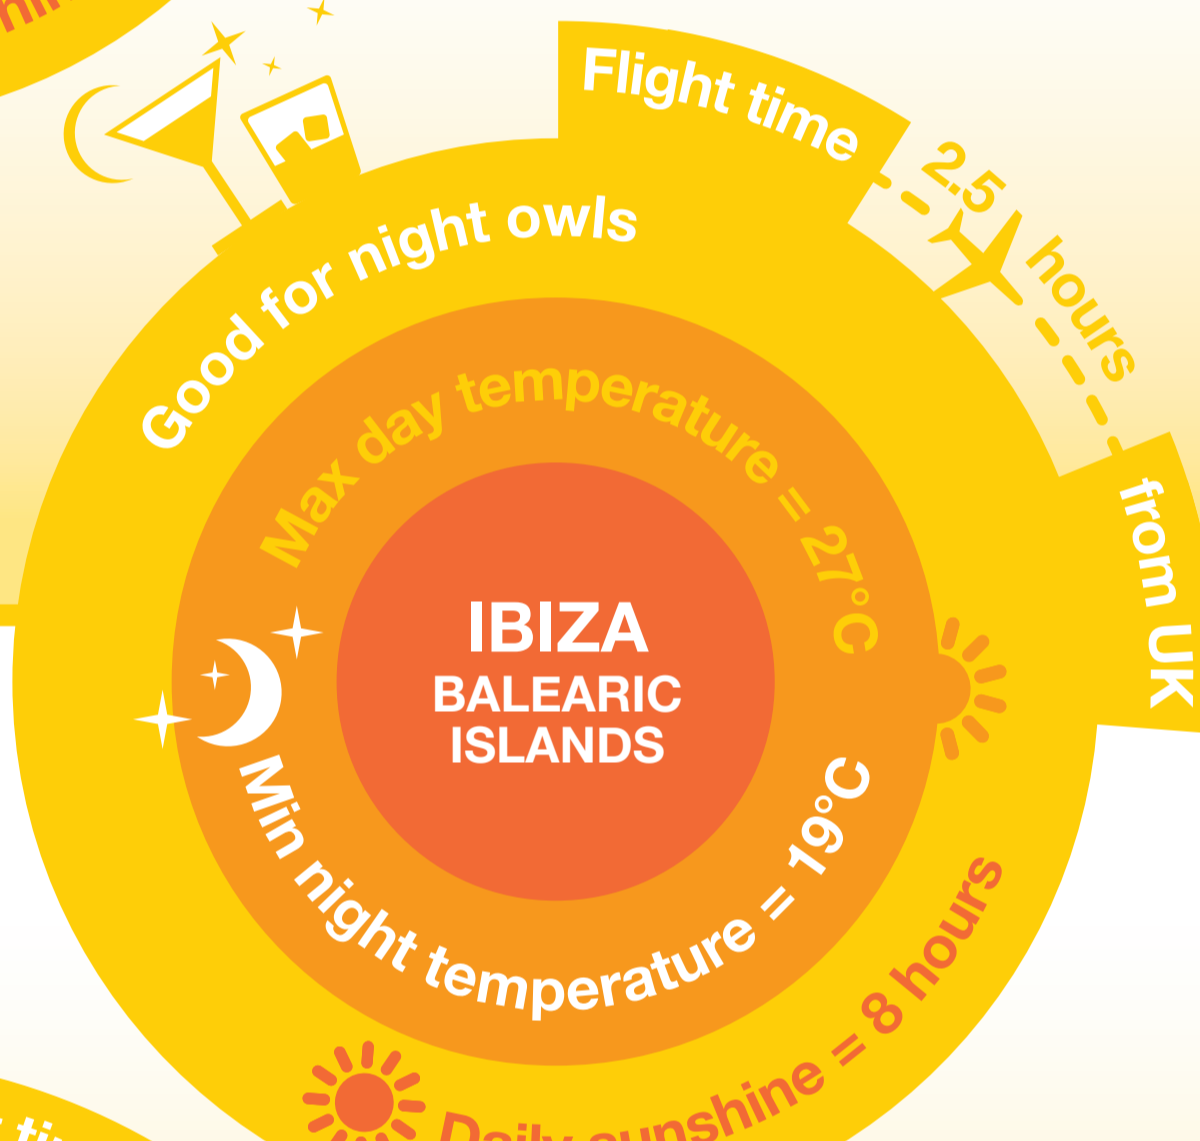 Flight time
2.5 hours
from UK
Good for night owls
Max day temperature = 27°C
IBIZA
BALEARIC
ISLANDS
Min night temperature = 19°C
Daily sunshine = 8 hours